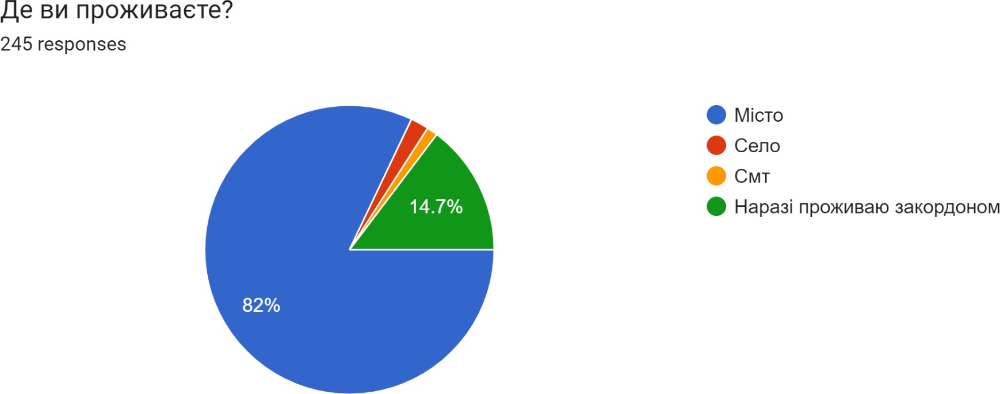 Де ви проживаєте?
245 responses
Місто
Село
Смт
Наразі проживаю закордоном
14.7%
82%